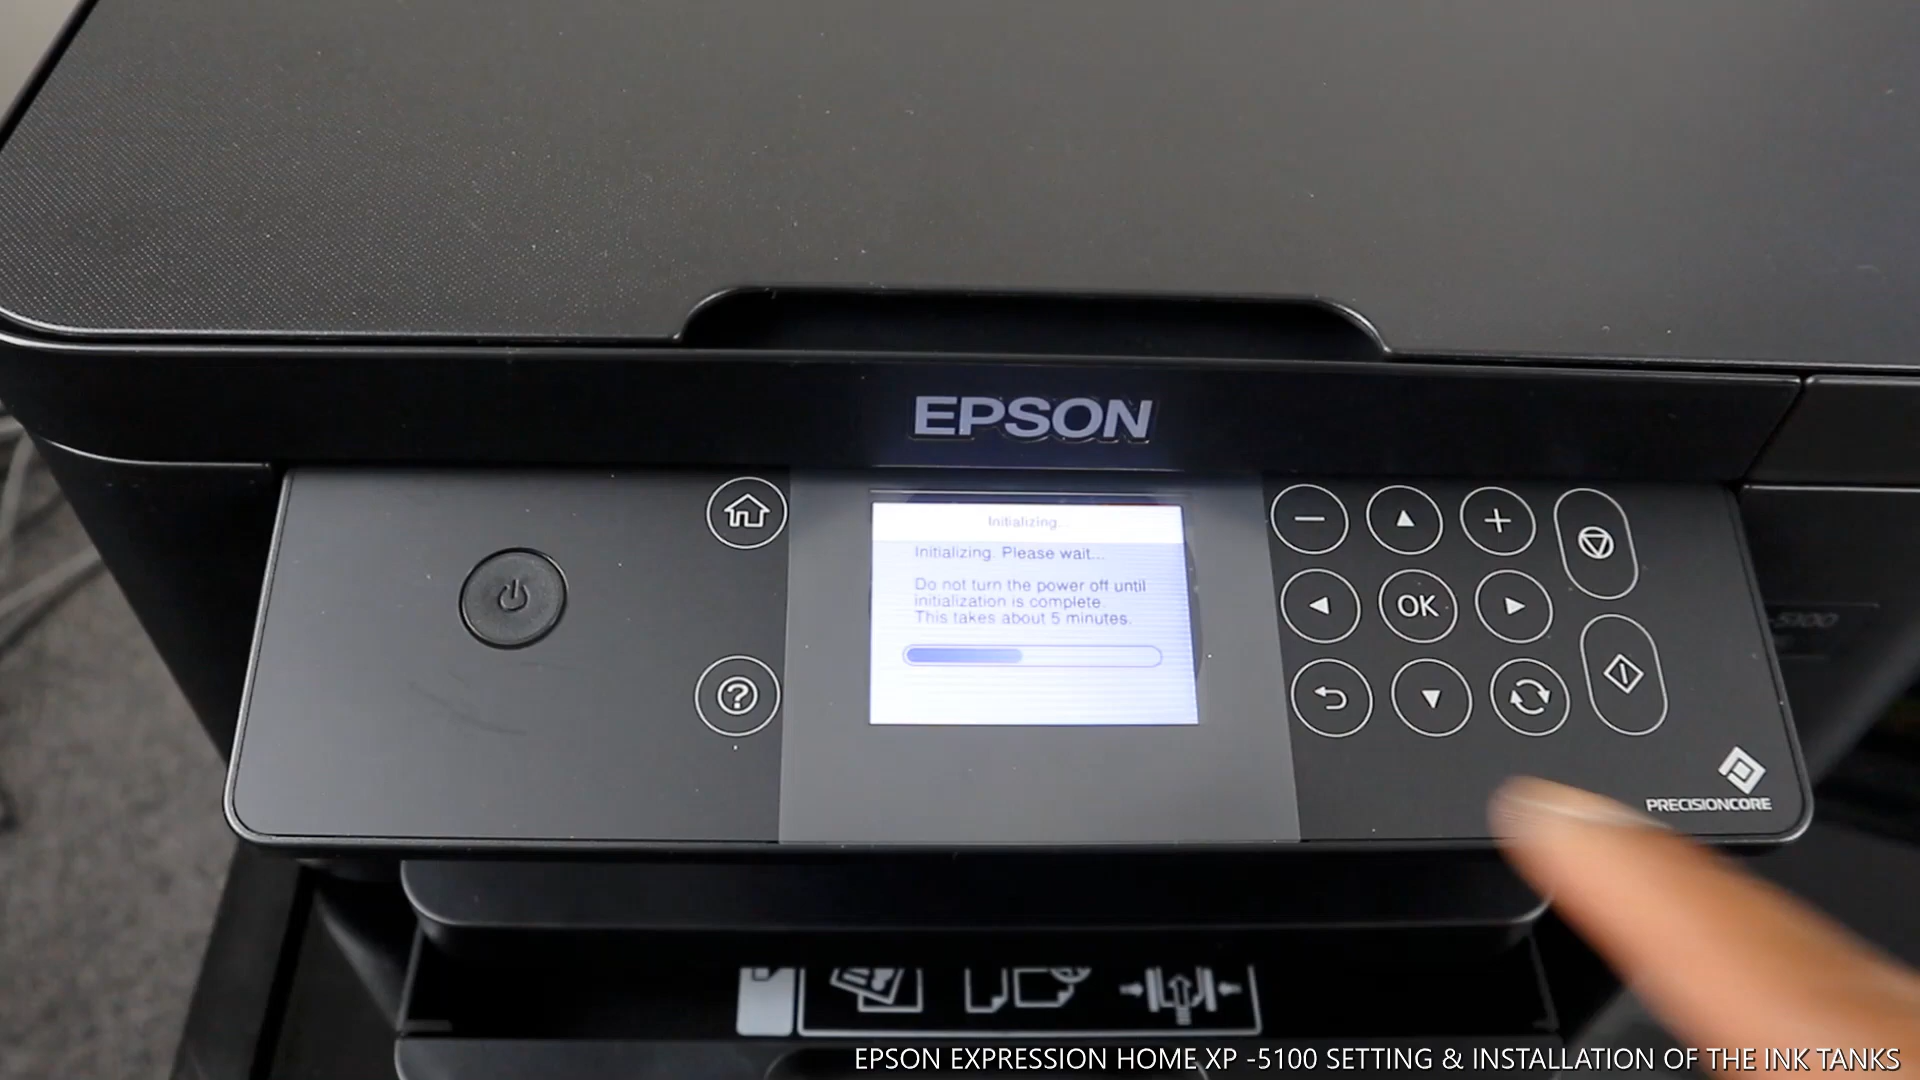 EPSON
Initializing...
Initializing. Please wait...
Do not turn the power off until
initialization is complete.
This takes about 5 minutes.
OK
-5100
PRECISIONCORE
EPSON EXPRESSION HOME XP -5100 SETTING & INSTALLATION OF THE INK TANKS